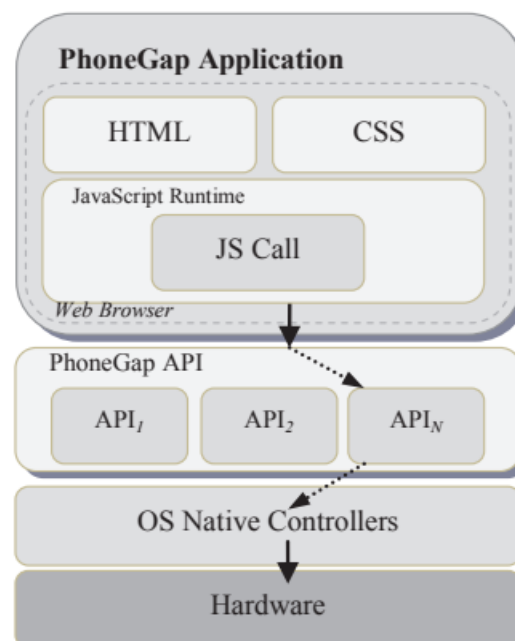 PhoneGap Application
HTML
CSS
JavaScript Runtime
JS Call
Web Browser
PhoneGap API
API1
API2
APIN
OS Native Controllers
Hardware